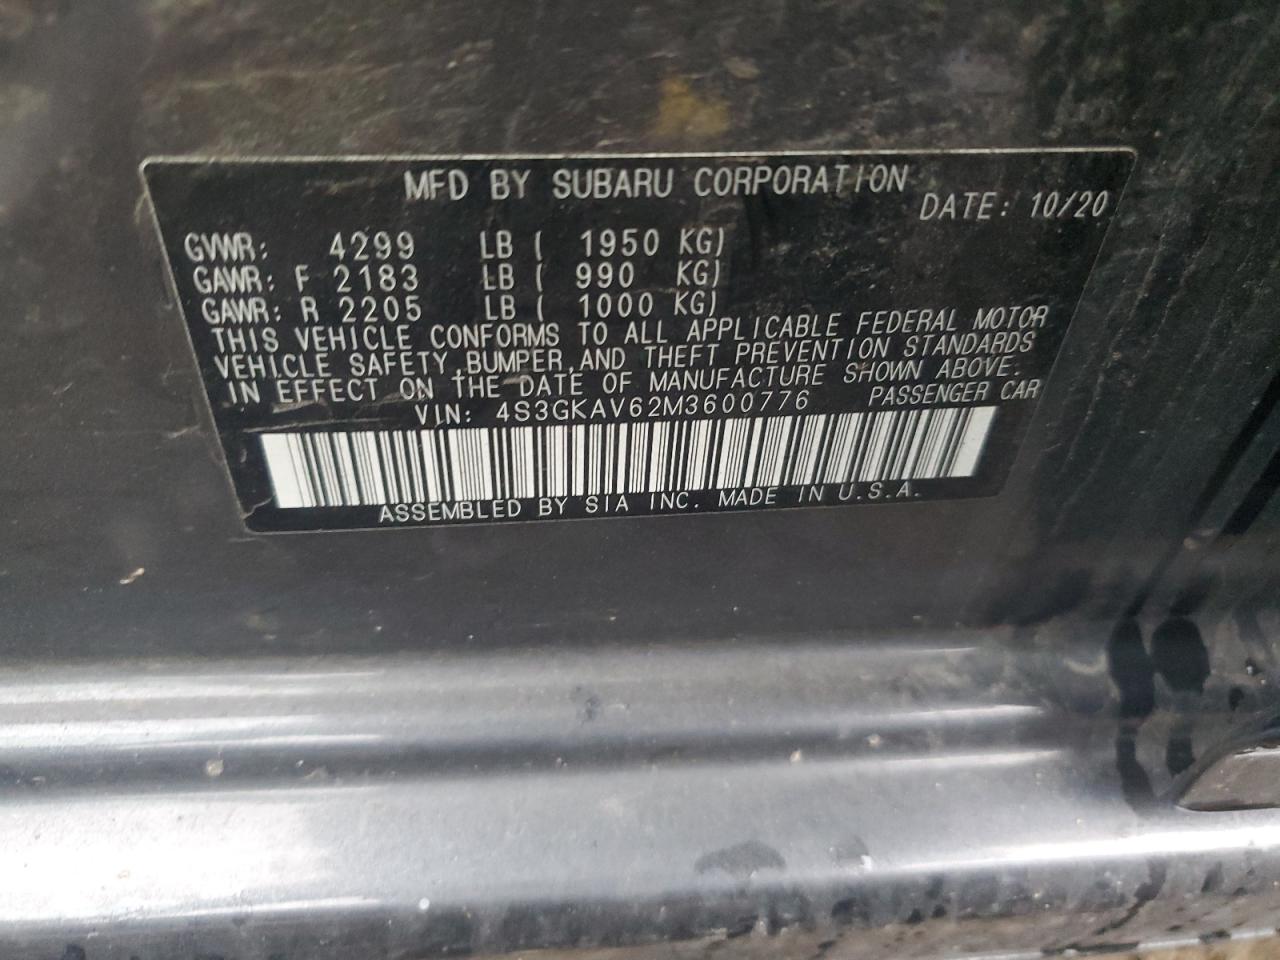 MFD BY SUBARU CORPORATION
DATE: 10/20
GVWR: 4299 LB ( 1950 KG)
GAWR: F 2183 LB ( 990 KG)
GAWR: R 2205 LB ( 1000 KG)
THIS VEHICLE CONFORMS TO ALL APPLICABLE FEDERAL MOTOR
VEHICLE SAFETY,BUMPER,AND THEFT PREVENTION STANDARDS
IN EFFECT ON THE DATE OF MANUFACTURE SHOWN ABOVE.
VIN: 4S3GKAV62M3600776 PASSENGER CAR
ASSEMBLED BY SIA INC. MADE IN U.S.A.